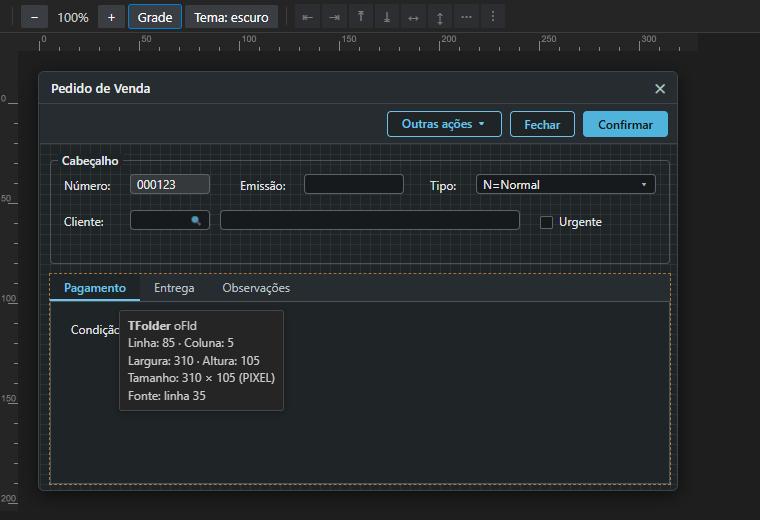 − 100% + Grade Tema: escuro
0 50 100 150 200 250 300
Pedido de Venda
Outras ações Fechar Confirmar
0
Cabeçalho
Número: 000123 Emissão: Tipo: N=Normal
50
Cliente: Urgente
Pagamento Entrega Observações
100
Condição
TFolder oFld
Linha: 85 · Coluna: 5
Largura: 310 · Altura: 105
Tamanho: 310 × 105 (PIXEL)
Fonte: linha 35
150
200